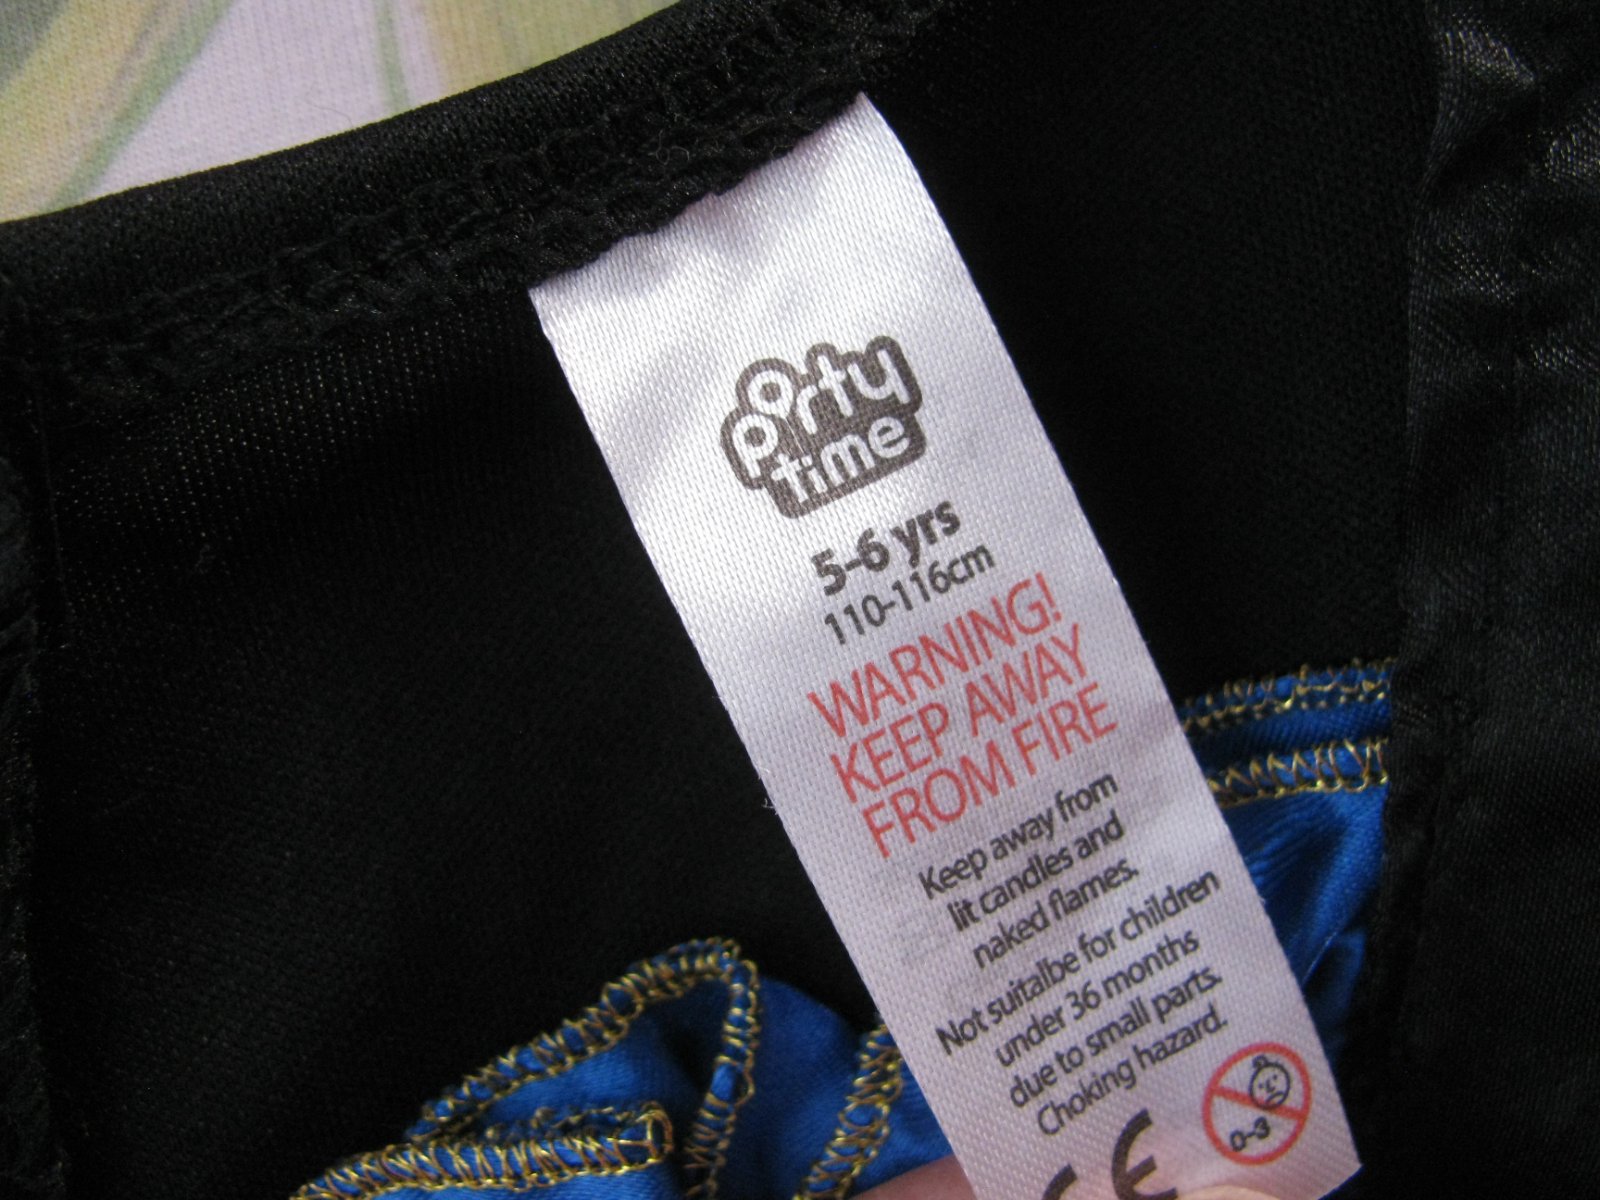 party
time
5-6 yrs
110-116cm
WARNING!
KEEP AWAY
FROM FIRE
Keep away from
lit candles and
naked flames.
Not suitalbe for children
under 36 months
due to small parts.
Choking hazard.
0-3
CE